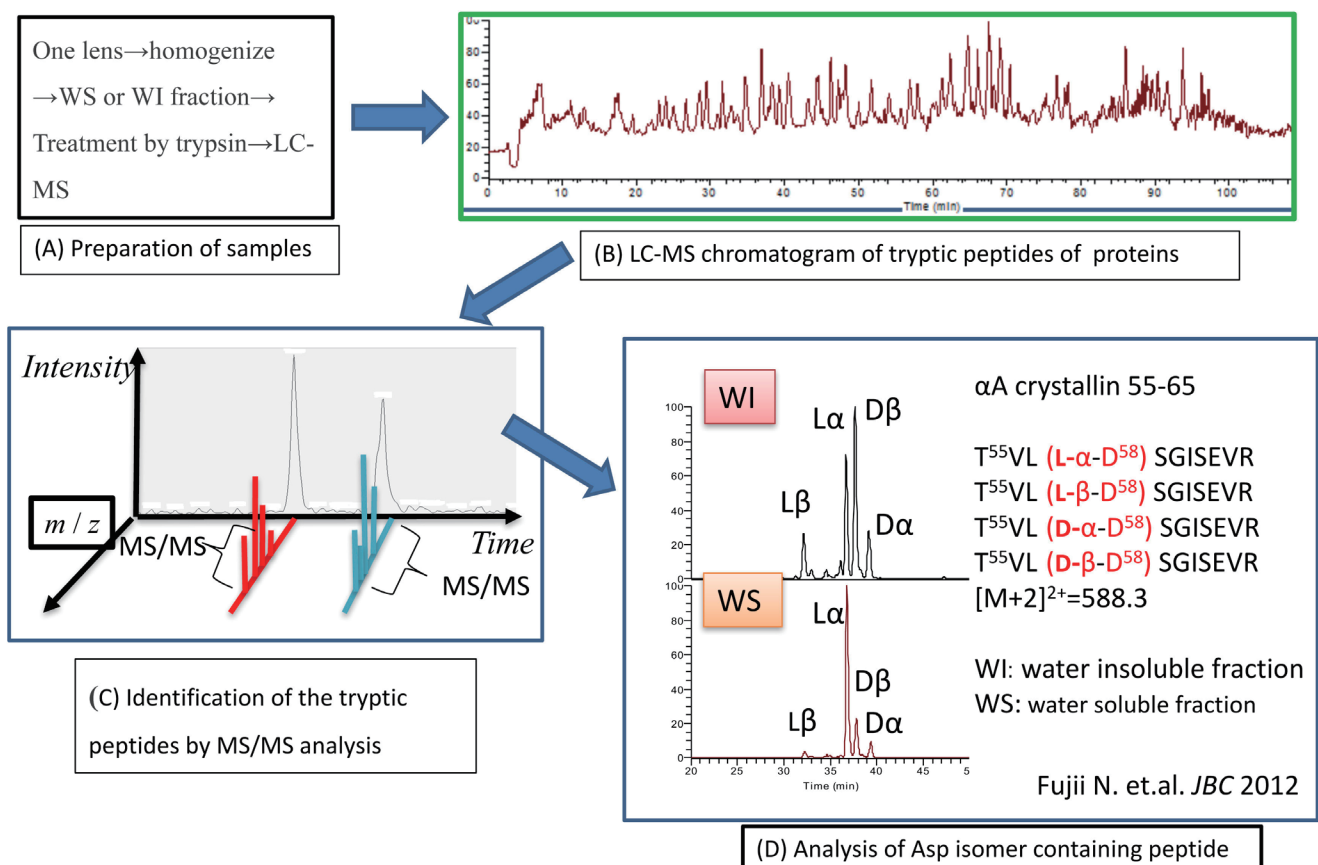 One lens→homogenize
→WS or WI fraction→
Treatment by trypsin→LC-
MS
(A) Preparation of samples
80
60
40
20
0
0 10 20 30 40 50 60 70 80 90 100
Time (min)
(B) LC-MS chromatogram of tryptic peptides of proteins
Intensity
m / z
MS/MS
Time
MS/MS
(C) Identification of the tryptic
peptides by MS/MS analysis
WI
100
80
60
40
20
0
Lβ
Lα
Dβ
Dα
WS
100
80
60
40
20
0
Lβ
Lα
Dβ
Dα
20 25 30 35 40 45 5
Time (min)
αA crystallin 55-65
T⁵⁵VL (L-α-D⁵⁸) SGISEVR
T⁵⁵VL (L-β-D⁵⁸) SGISEVR
T⁵⁵VL (D-α-D⁵⁸) SGISEVR
T⁵⁵VL (D-β-D⁵⁸) SGISEVR
[M+2]²⁺=588.3
WI: water insoluble fraction
WS: water soluble fraction
Fujii N. et.al. JBC 2012
(D) Analysis of Asp isomer containing peptide